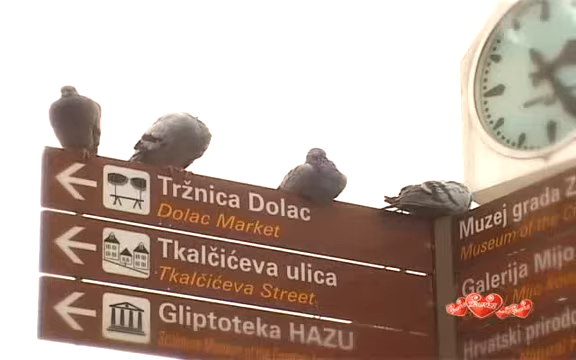 Tržnica Dolac
Dolac Market
Tkalčićeva ulica
Tkalčićeva Street
Gliptoteka HAZU
Muzej grada
Museum of the
Galerija Mijo
Hrvatski prirodo